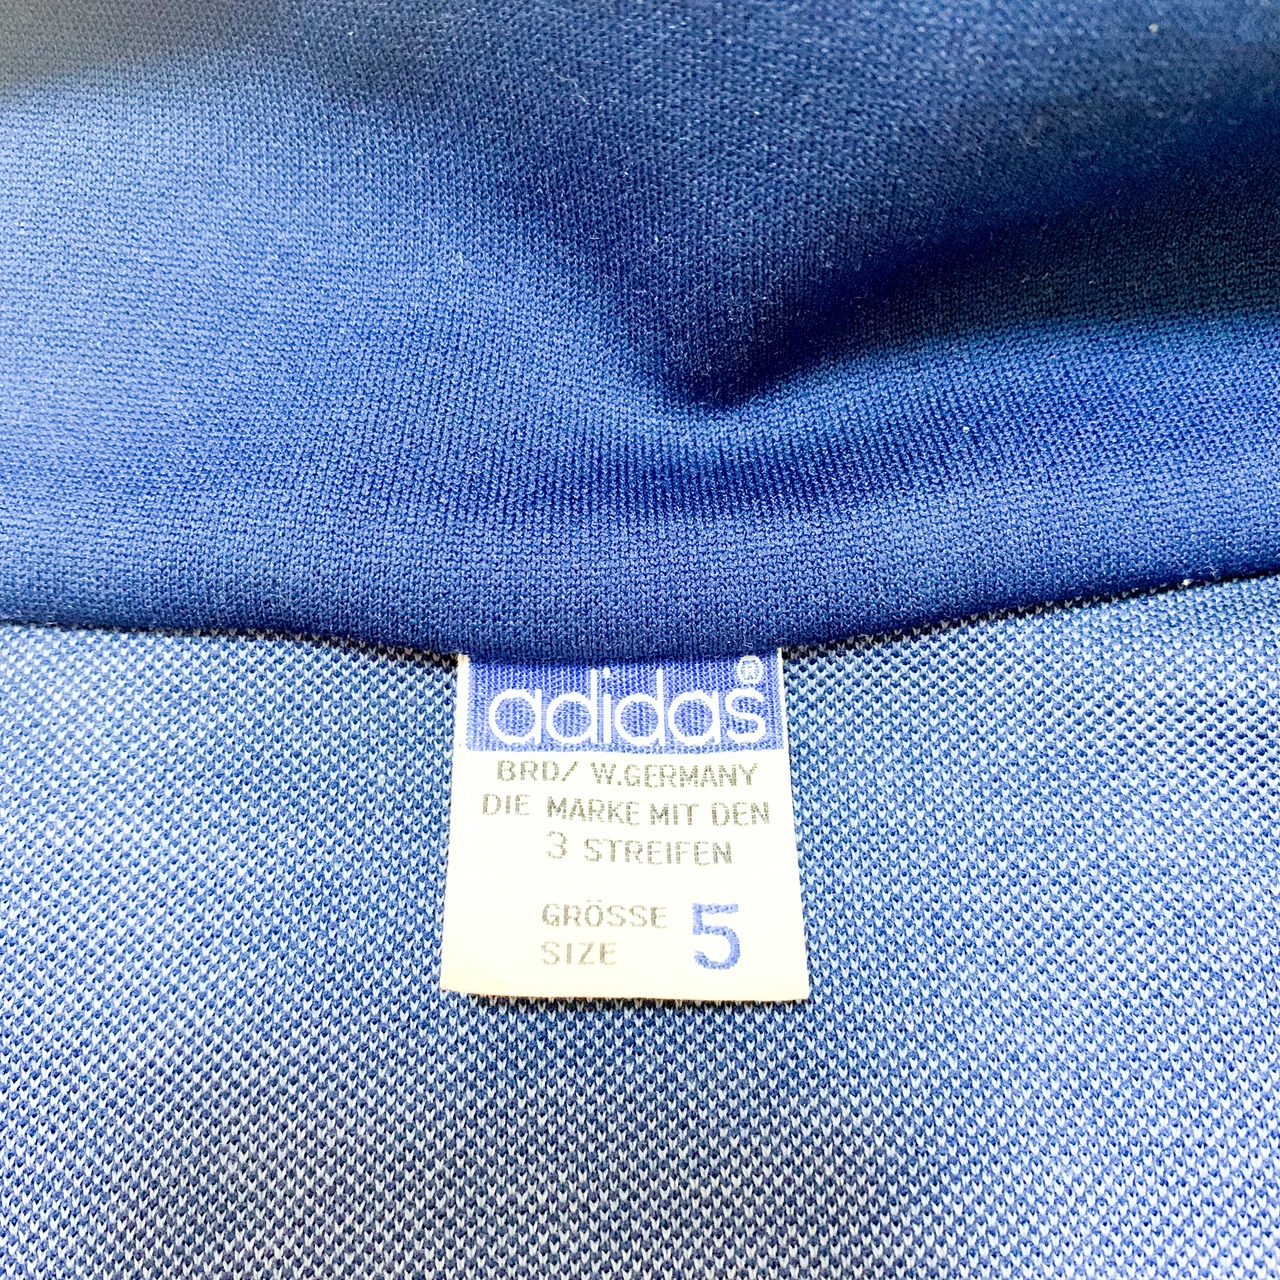 adidas®
BRD/ W.GERMANY
DIE MARKE MIT DEN
3 STREIFEN
GRÖSSE 5
SIZE